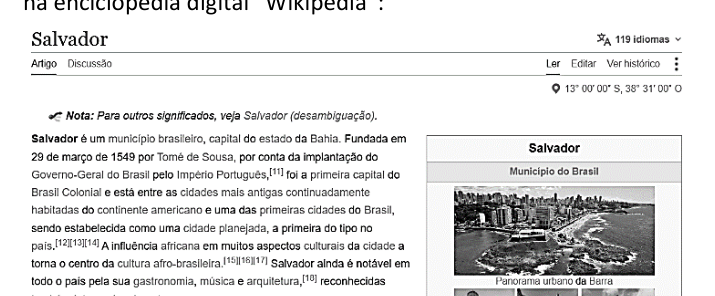 na enciclopédia digital "Wikipédia":
Salvador
119 idiomas
Artigo Discussão
Ler Editar Ver histórico
13° 00' 00" S, 38° 31' 00" O
Nota: Para outros significados, veja Salvador (desambiguação).
Salvador é um município brasileiro, capital do estado da Bahia. Fundada em
29 de março de 1549 por Tomé de Sousa, por conta da implantação do
Governo-Geral do Brasil pelo Império Português,[11] foi a primeira capital do
Brasil Colonial e está entre as cidades mais antigas continuadamente
habitadas do continente americano e uma das primeiras cidades do Brasil,
sendo estabelecida como uma cidade planejada, a primeira do tipo no
país.[12][13][14] A influência africana em muitos aspectos culturais da cidade a
torna o centro da cultura afro-brasileira.[15][16][17] Salvador ainda é notável em
todo o país pela sua gastronomia, música e arquitetura,[18] reconhecidas
Salvador
Município do Brasil
Panorama urbano da Barra